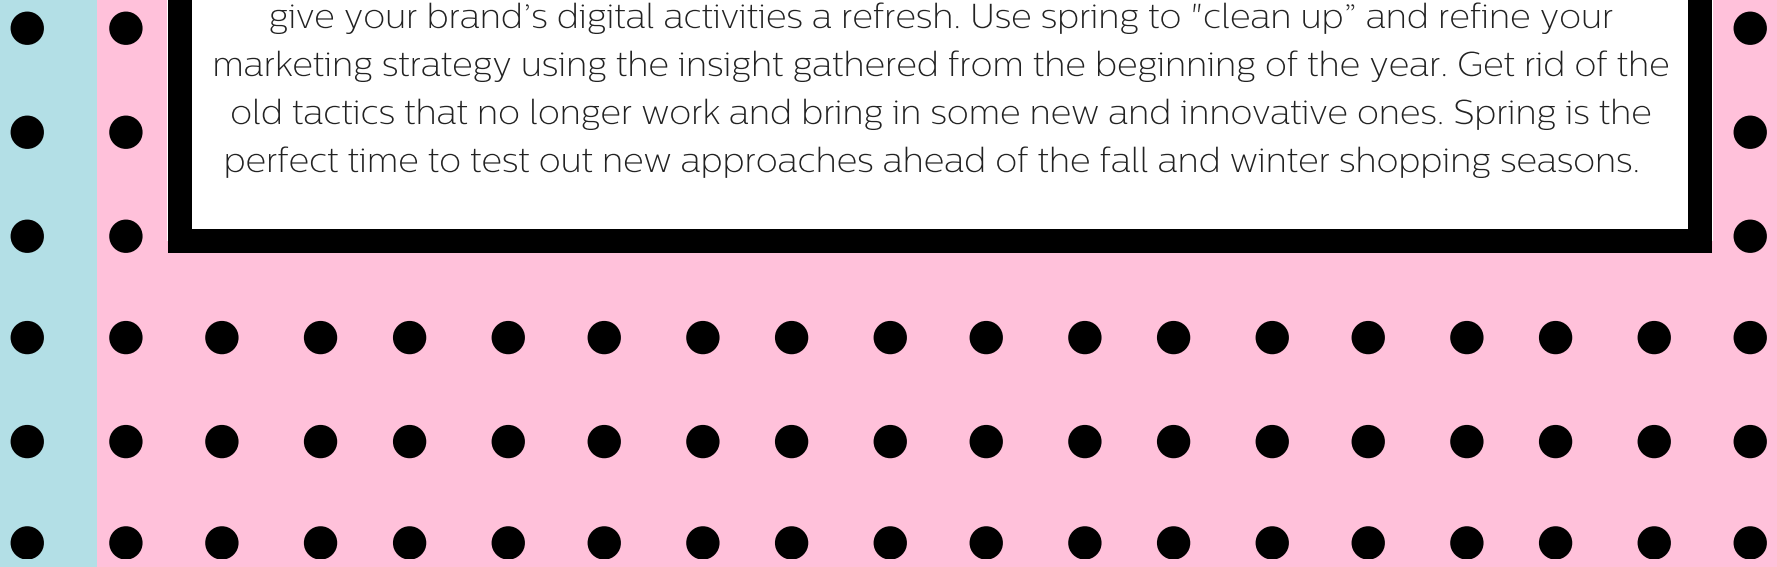 give your brand’s digital activities a refresh. Use spring to "clean up” and refine your
marketing strategy using the insight gathered from the beginning of the year. Get rid of the
old tactics that no longer work and bring in some new and innovative ones. Spring is the
perfect time to test out new approaches ahead of the fall and winter shopping seasons.